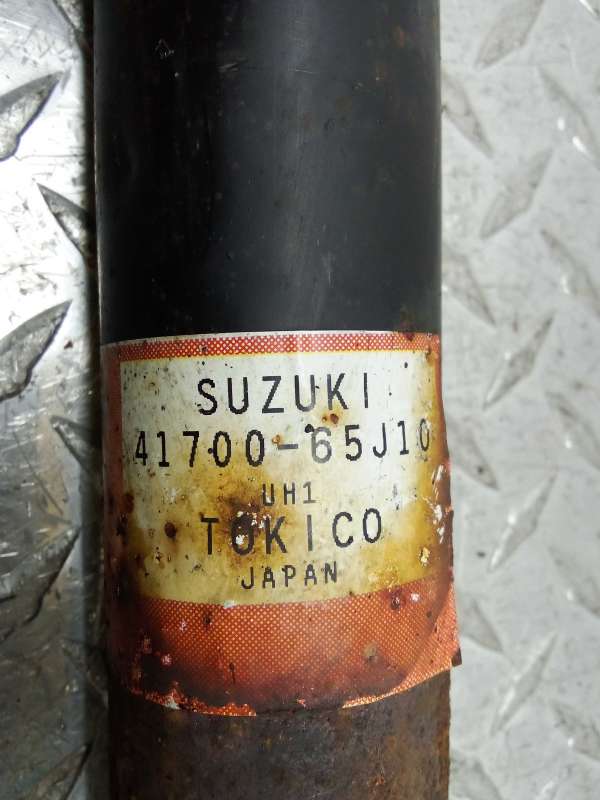 SUZUKI
41700-65J10
UH1
TOKICO
JAPAN